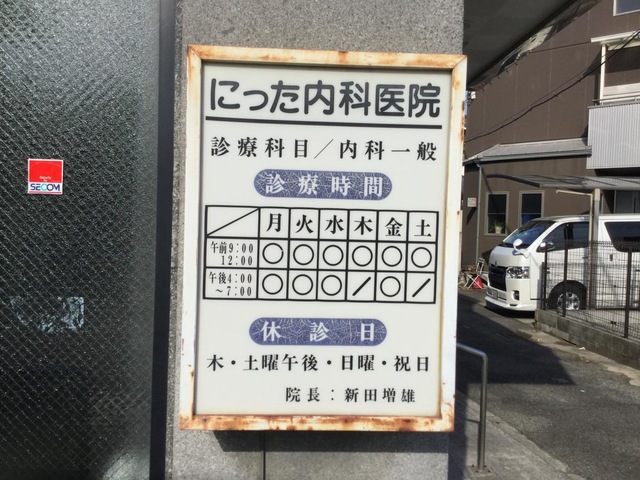 にった内科医院
診療科目／内科一般
診療時間
月 火 水 木 金 土
午前9:00 ○ ○ ○ ○ ○ ○
12:00
午後4:00 ○ ○ ○ ／ ○ ／
～7:00
休診日
木・土曜午後・日曜・祝日
院長：新田増雄
SECOM